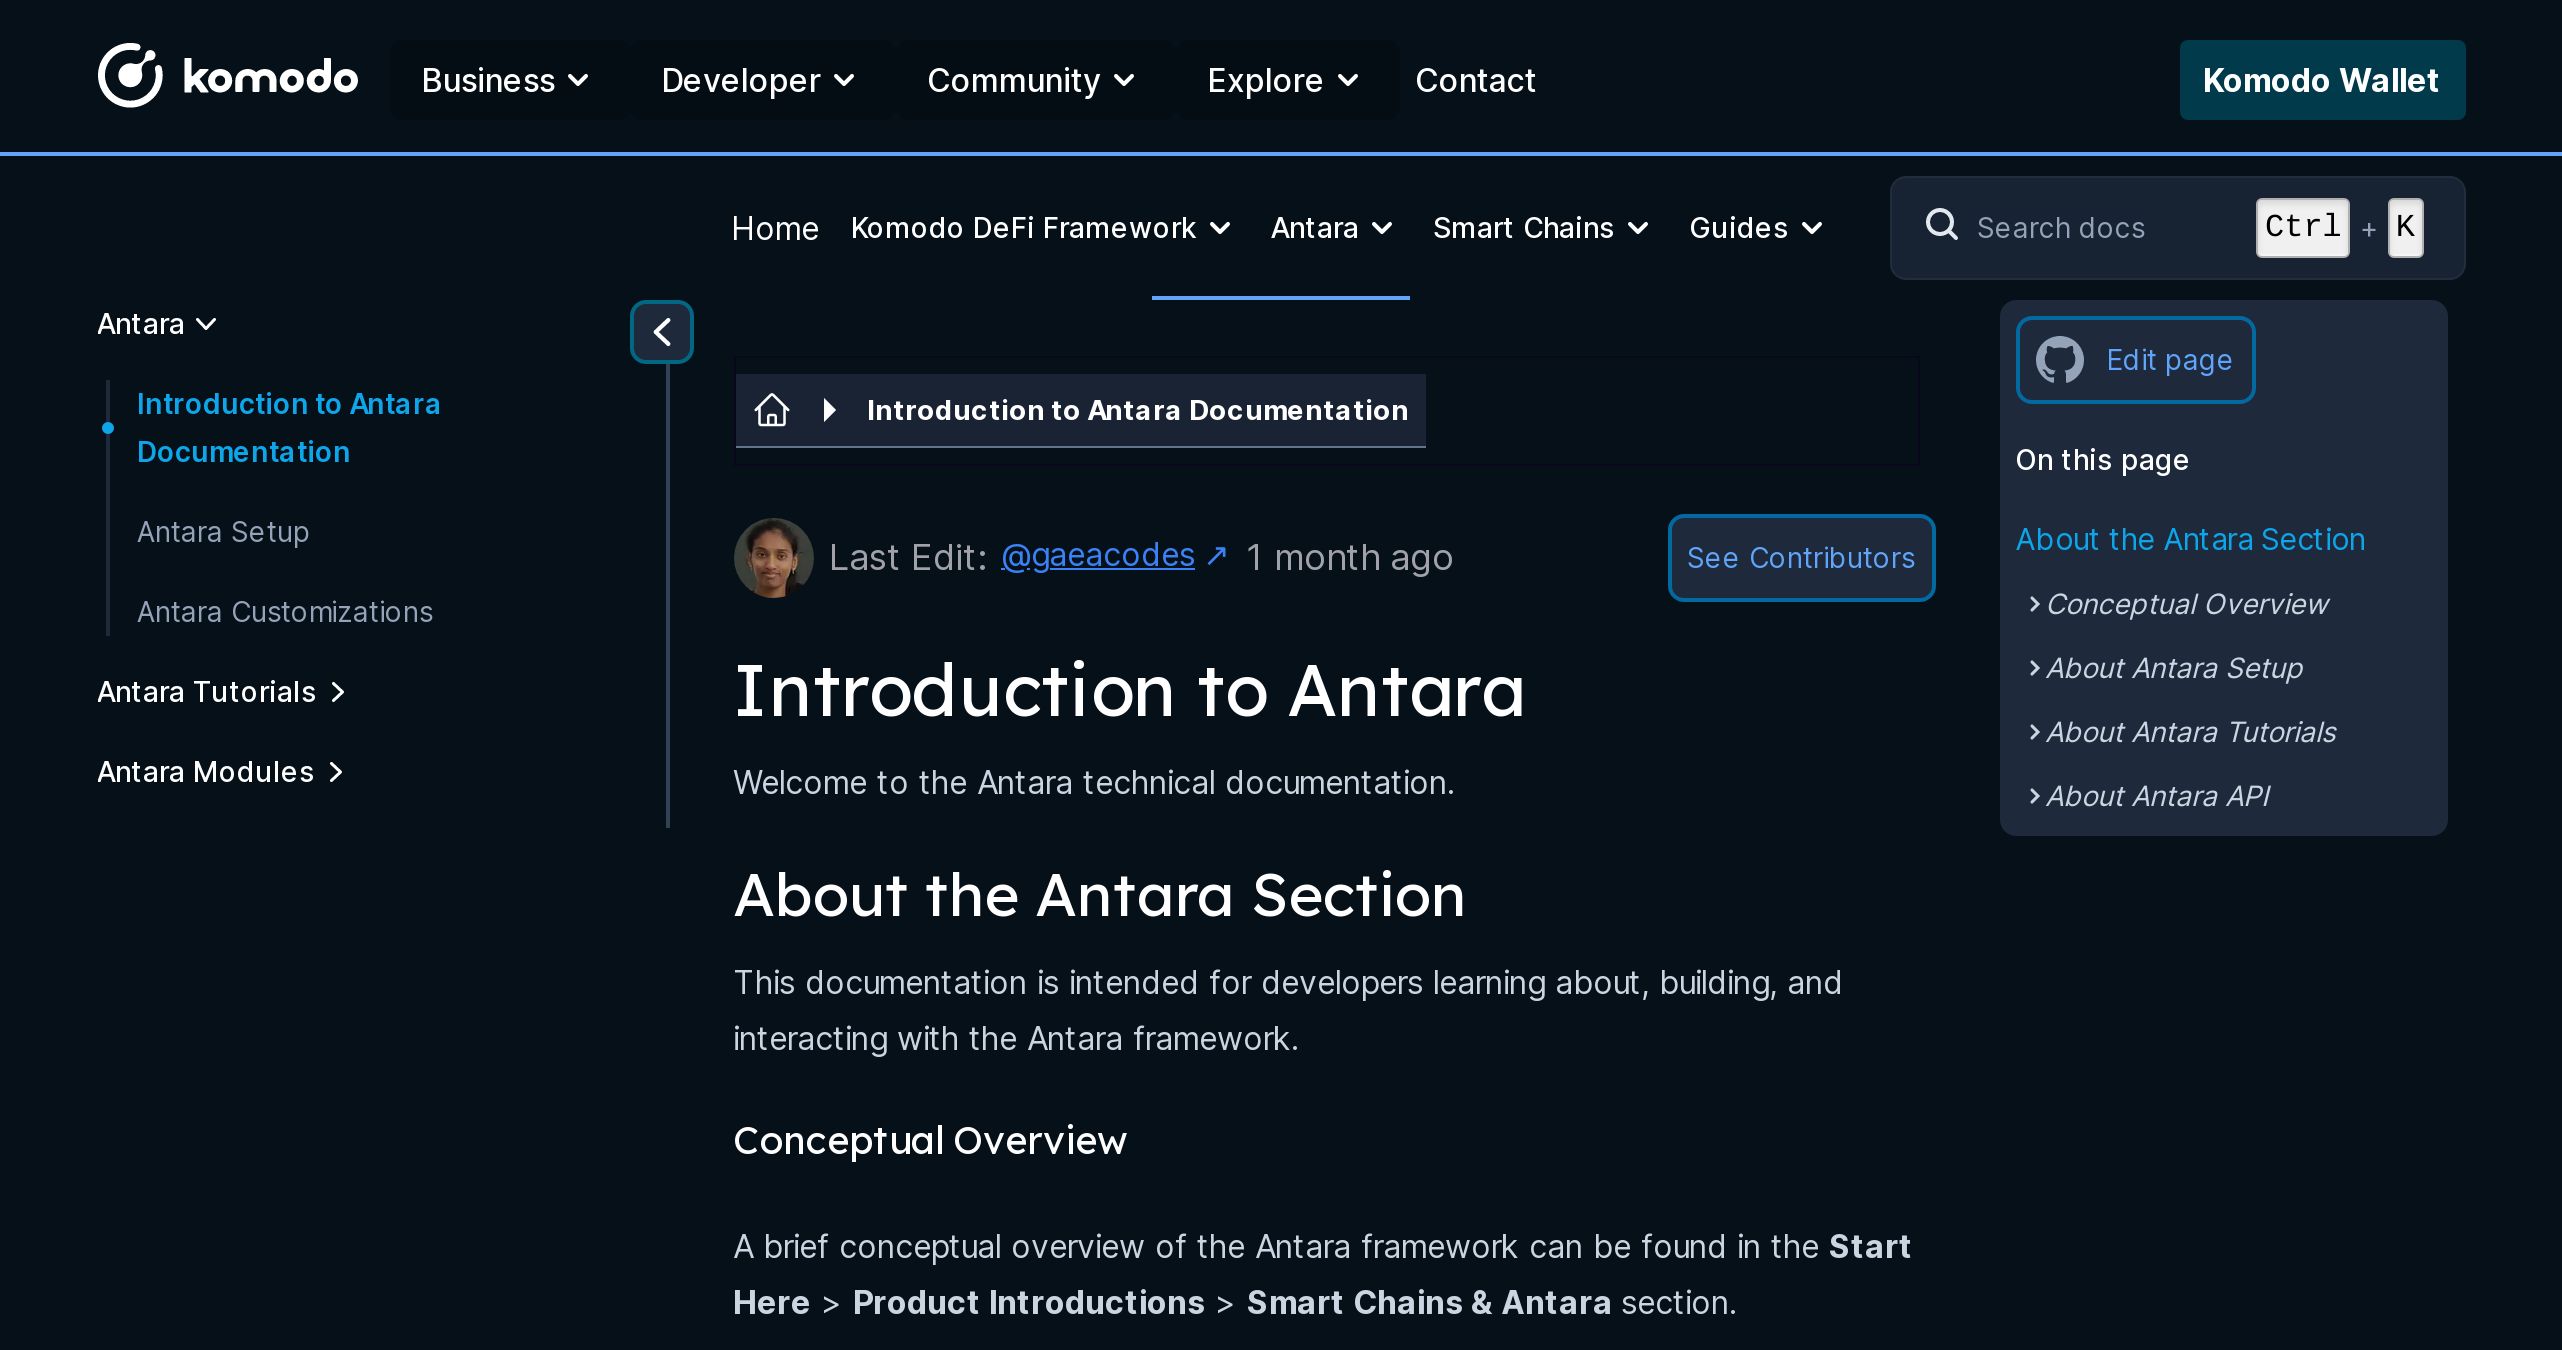 komodo
Business
Developer
Community
Explore
Contact
Komodo Wallet
Home
Komodo DeFi Framework
Antara
Smart Chains
Guides
Search docs
Ctrl + K
Antara
Introduction to Antara
Documentation
Antara Setup
Antara Customizations
Antara Tutorials
Antara Modules
Introduction to Antara Documentation
Last Edit: @gaeacodes ↗ 1 month ago
See Contributors
Introduction to Antara
Welcome to the Antara technical documentation.
About the Antara Section
This documentation is intended for developers learning about, building, and
interacting with the Antara framework.
Conceptual Overview
A brief conceptual overview of the Antara framework can be found in the Start
Here > Product Introductions > Smart Chains & Antara section.
Edit page
On this page
About the Antara Section
Conceptual Overview
About Antara Setup
About Antara Tutorials
About Antara API